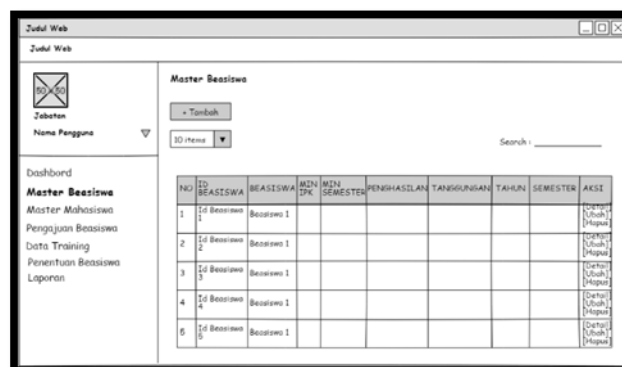 Judul Web
Judul Web
50 x 50
Jabatan
Nama Pengguna
Dashbord
Master Beasiswa
Master Mahasiswa
Pengajuan Beasiswa
Data Training
Penentuan Beasiswa
Laporan
Master Beasiswa
+ Tambah
10 items
Search :
NO ID BEASISWA BEASISWA MIN IPK MIN SEMESTER PENGHASILAN TANGGUNGAN TAHUN SEMESTER AKSI
1 Id Beasiswa 1 Beasiswa 1 [Detail] [Ubah] [Hapus]
2 Id Beasiswa 2 Beasiswa 1 [Detail] [Ubah] [Hapus]
3 Id Beasiswa 3 Beasiswa 1 [Detail] [Ubah] [Hapus]
4 Id Beasiswa 4 Beasiswa 1 [Detail] [Ubah] [Hapus]
5 Id Beasiswa 5 Beasiswa 1 [Detail] [Ubah] [Hapus]